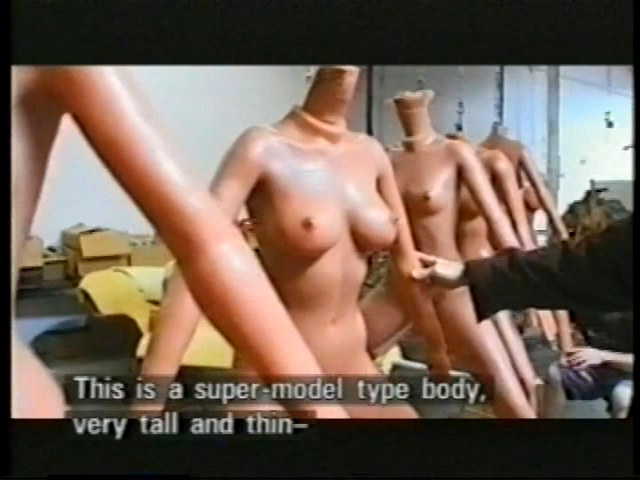 This is a super-model type body,
very tall and thin–